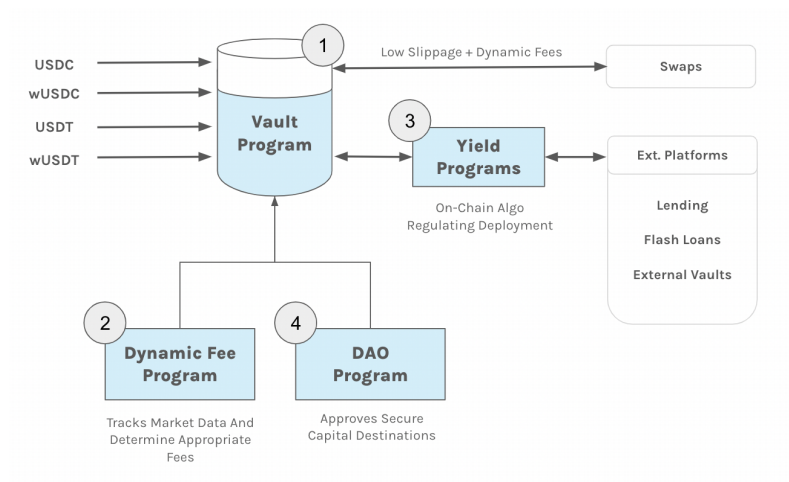 1
Low Slippage + Dynamic Fees
USDC
wUSDC
USDT
wUSDT
Vault
Program
Swaps
3
Yield
Programs
On-Chain Algo
Regulating Deployment
Ext. Platforms
Lending
Flash Loans
External Vaults
2
Dynamic Fee
Program
Tracks Market Data And
Determine Appropriate
Fees
4
DAO
Program
Approves Secure
Capital Destinations